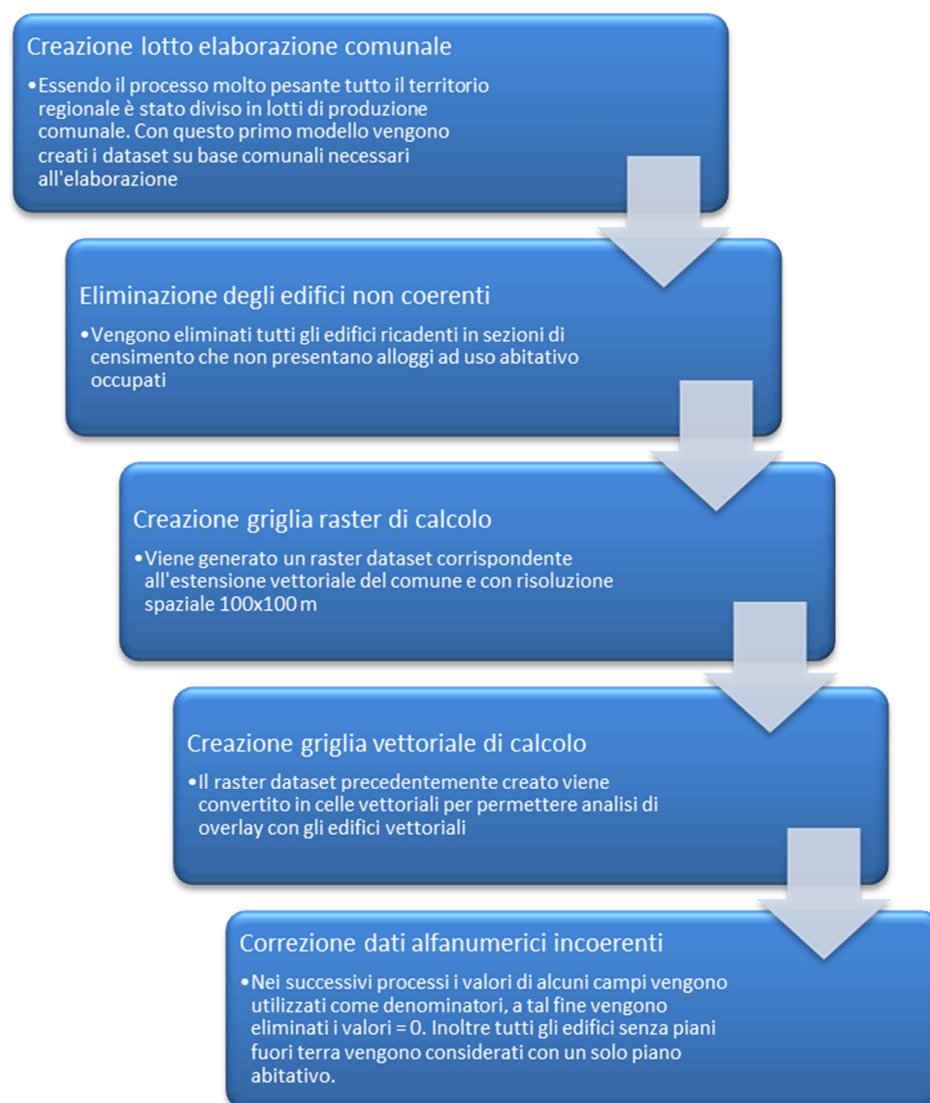 Creazione lotto elaborazione comunale
•Essendo il processo molto pesante tutto il territorio
regionale è stato diviso in lotti di produzione
comunale. Con questo primo modello vengono
creati i dataset su base comunali necessari
all'elaborazione
Eliminazione degli edifici non coerenti
•Vengono eliminati tutti gli edifici ricadenti in sezioni di
censimento che non presentano alloggi ad uso abitativo
occupati
Creazione griglia raster di calcolo
•Viene generato un raster dataset corrispondente
all'estensione vettoriale del comune e con risoluzione
spaziale 100x100 m
Creazione griglia vettoriale di calcolo
•Il raster dataset precedentemente creato viene
convertito in celle vettoriali per permettere analisi di
overlay con gli edifici vettoriali
Correzione dati alfanumerici incoerenti
•Nei successivi processi i valori di alcuni campi vengono
utilizzati come denominatori, a tal fine vengono
eliminati i valori = 0. Inoltre tutti gli edifici senza piani
fuori terra vengono considerati con un solo piano
abitativo.